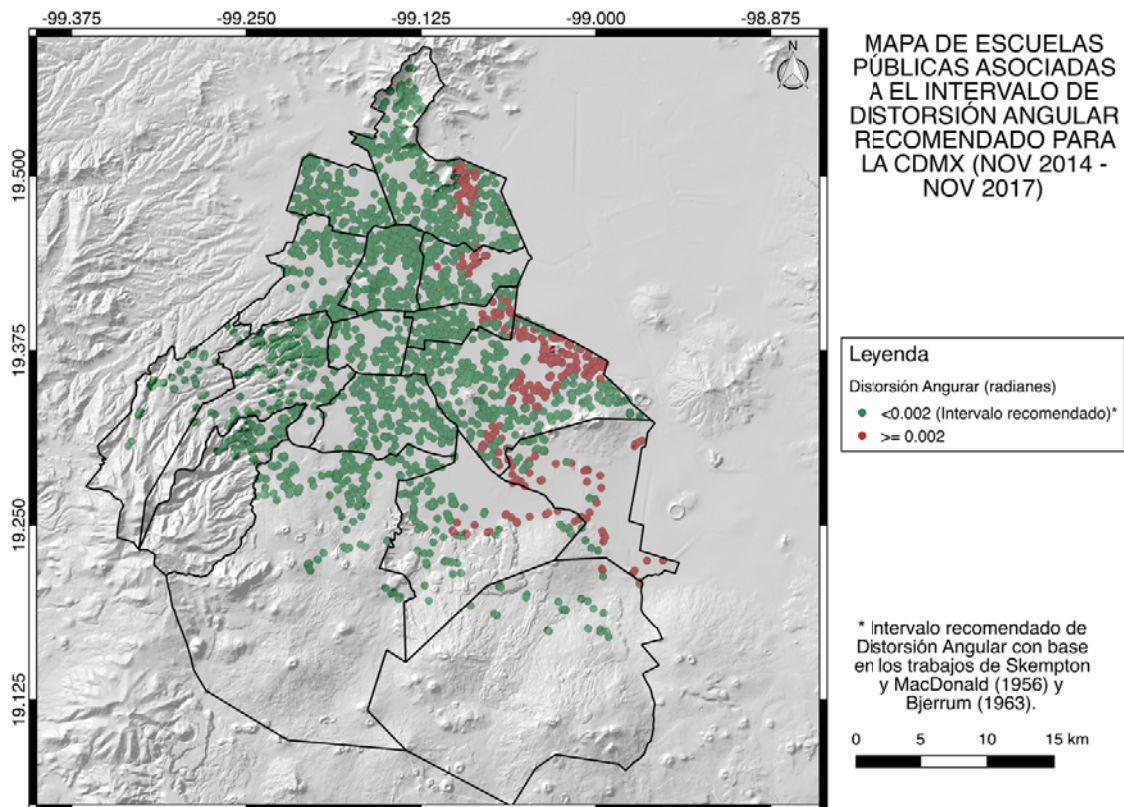 -99.375 -99.250 -99.125 -99.000 -98.875
N
19.500
19.375
19.250
19.125
MAPA DE ESCUELAS
PÚBLICAS ASOCIADAS
A EL INTERVALO DE
DISTORSIÓN ANGULAR
RECOMENDADO PARA
LA CDMX (NOV 2014 -
NOV 2017)
Leyenda
Distorsión Angurar (radianes)
<0.002 (Intervalo recomendado)*
>= 0.002
* Intervalo recomendado de
Distorsión Angular con base
en los trabajos de Skempton
y MacDonald (1956) y
Bjerrum (1963).
0 5 10 15 km